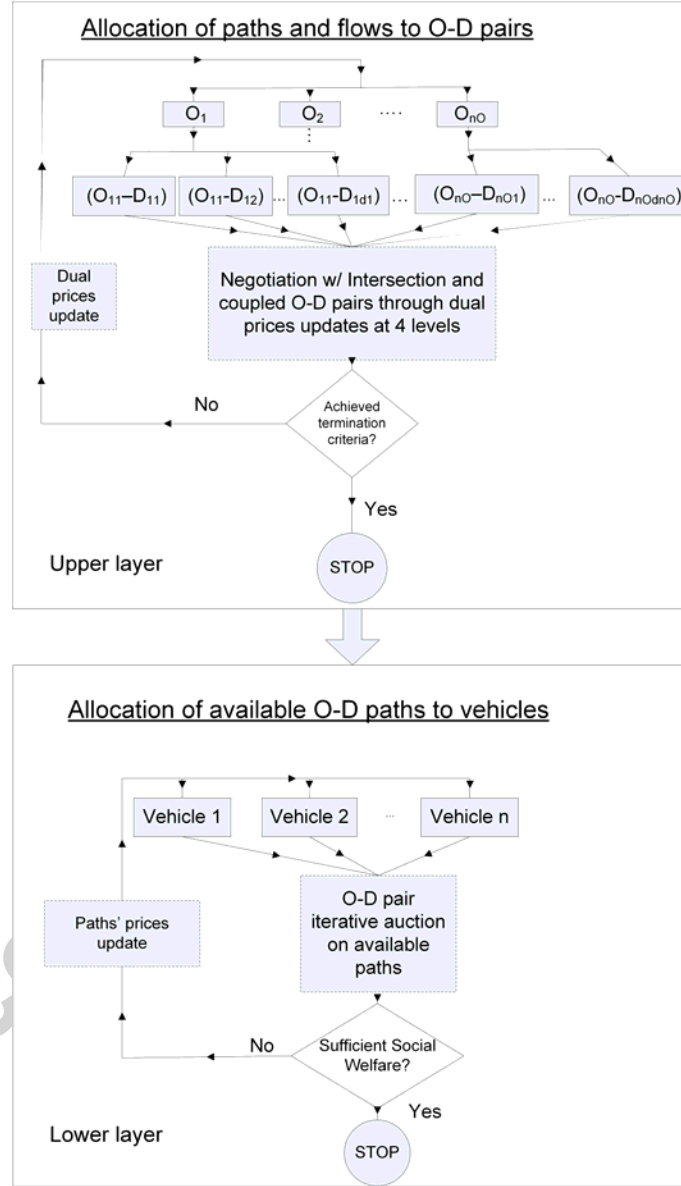 Allocation of paths and flows to O-D pairs
O1
O2
....
OnO
⋮
(O11–D11)
(O11-D12)
...
(O11-D1d1)
...
(OnO–DnO1)
...
(OnO-DnOdnO)
Dual
prices
update
Negotiation w/ Intersection and
coupled O-D pairs through dual
prices updates at 4 levels
No
Achieved
termination
criteria?
Yes
Upper layer
STOP
Allocation of available O-D paths to vehicles
Vehicle 1
Vehicle 2
...
Vehicle n
Paths' prices
update
O-D pair
iterative auction
on available
paths
No
Sufficient Social
Welfare?
Yes
Lower layer
STOP